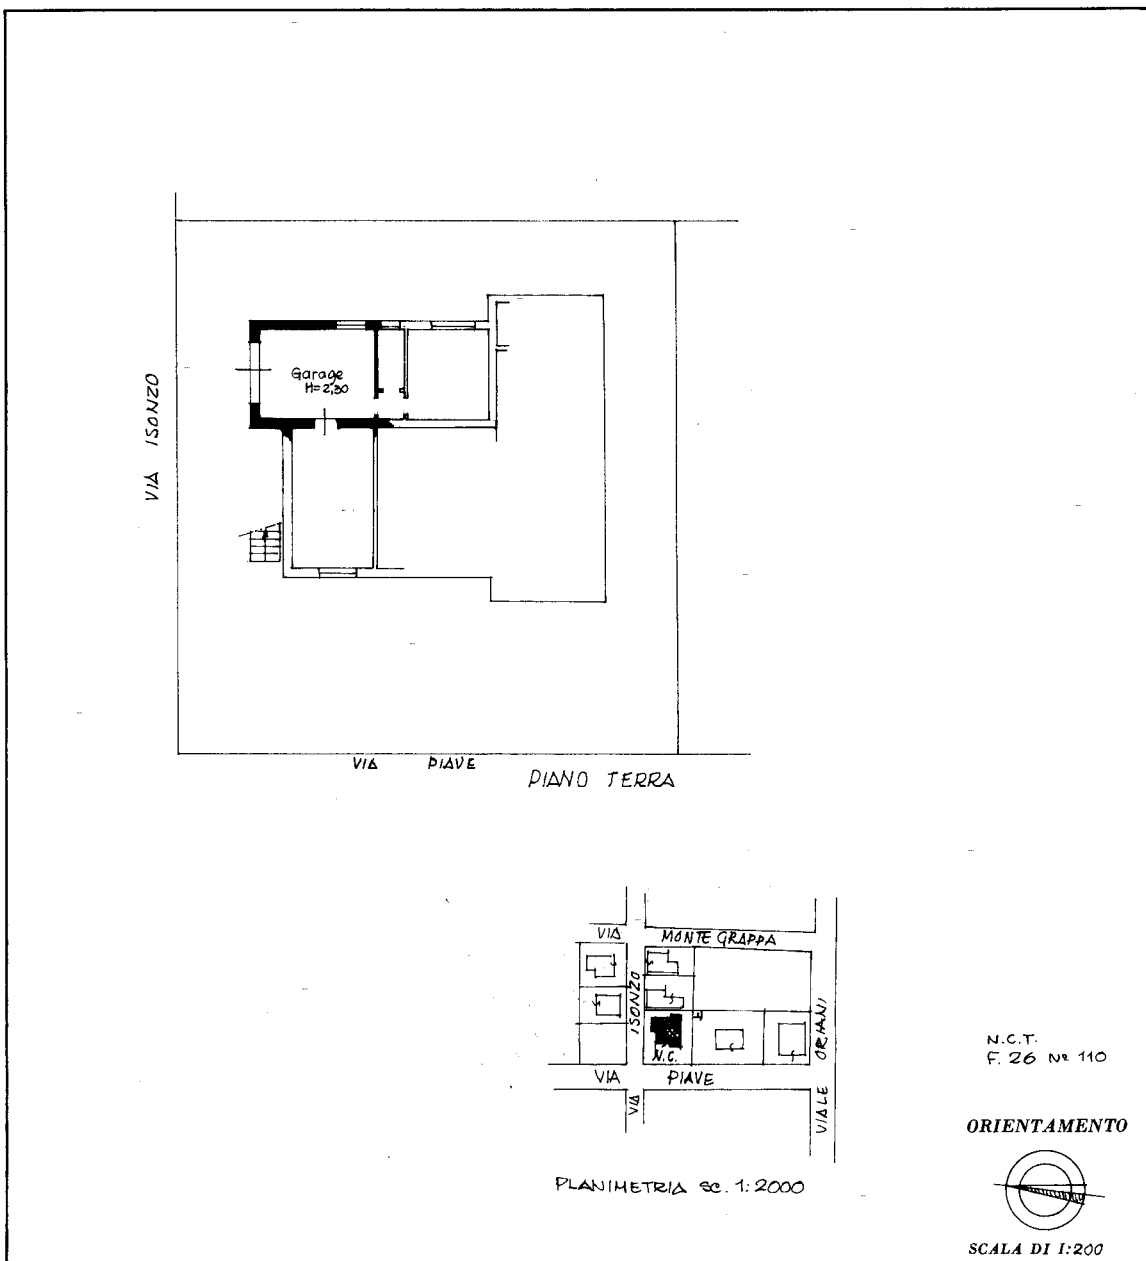 Garage
H=2,30
VIA ISONZO
VIA PIAVE
PIANO TERRA
VIA MONTE GRAPPA
ISONZO
N.C.
VIA PIAVE
VIA
VIALE ORIANI
PLANIMETRIA SC. 1:2000
N.C.T.
F. 26 Nº 110
ORIENTAMENTO
SCALA DI 1:200